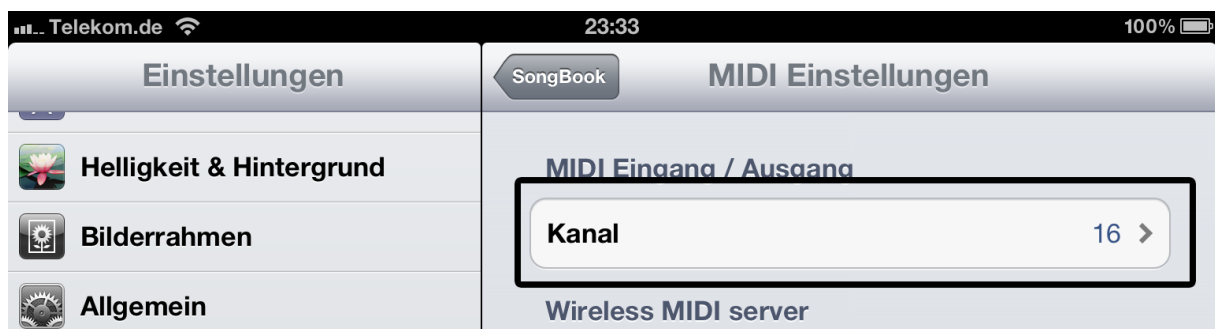 Telekom.de
23:33
100%
Einstellungen
SongBook
MIDI Einstellungen
Helligkeit & Hintergrund
Bilderrahmen
Allgemein
MIDI Eingang / Ausgang
Kanal
16
Wireless MIDI server